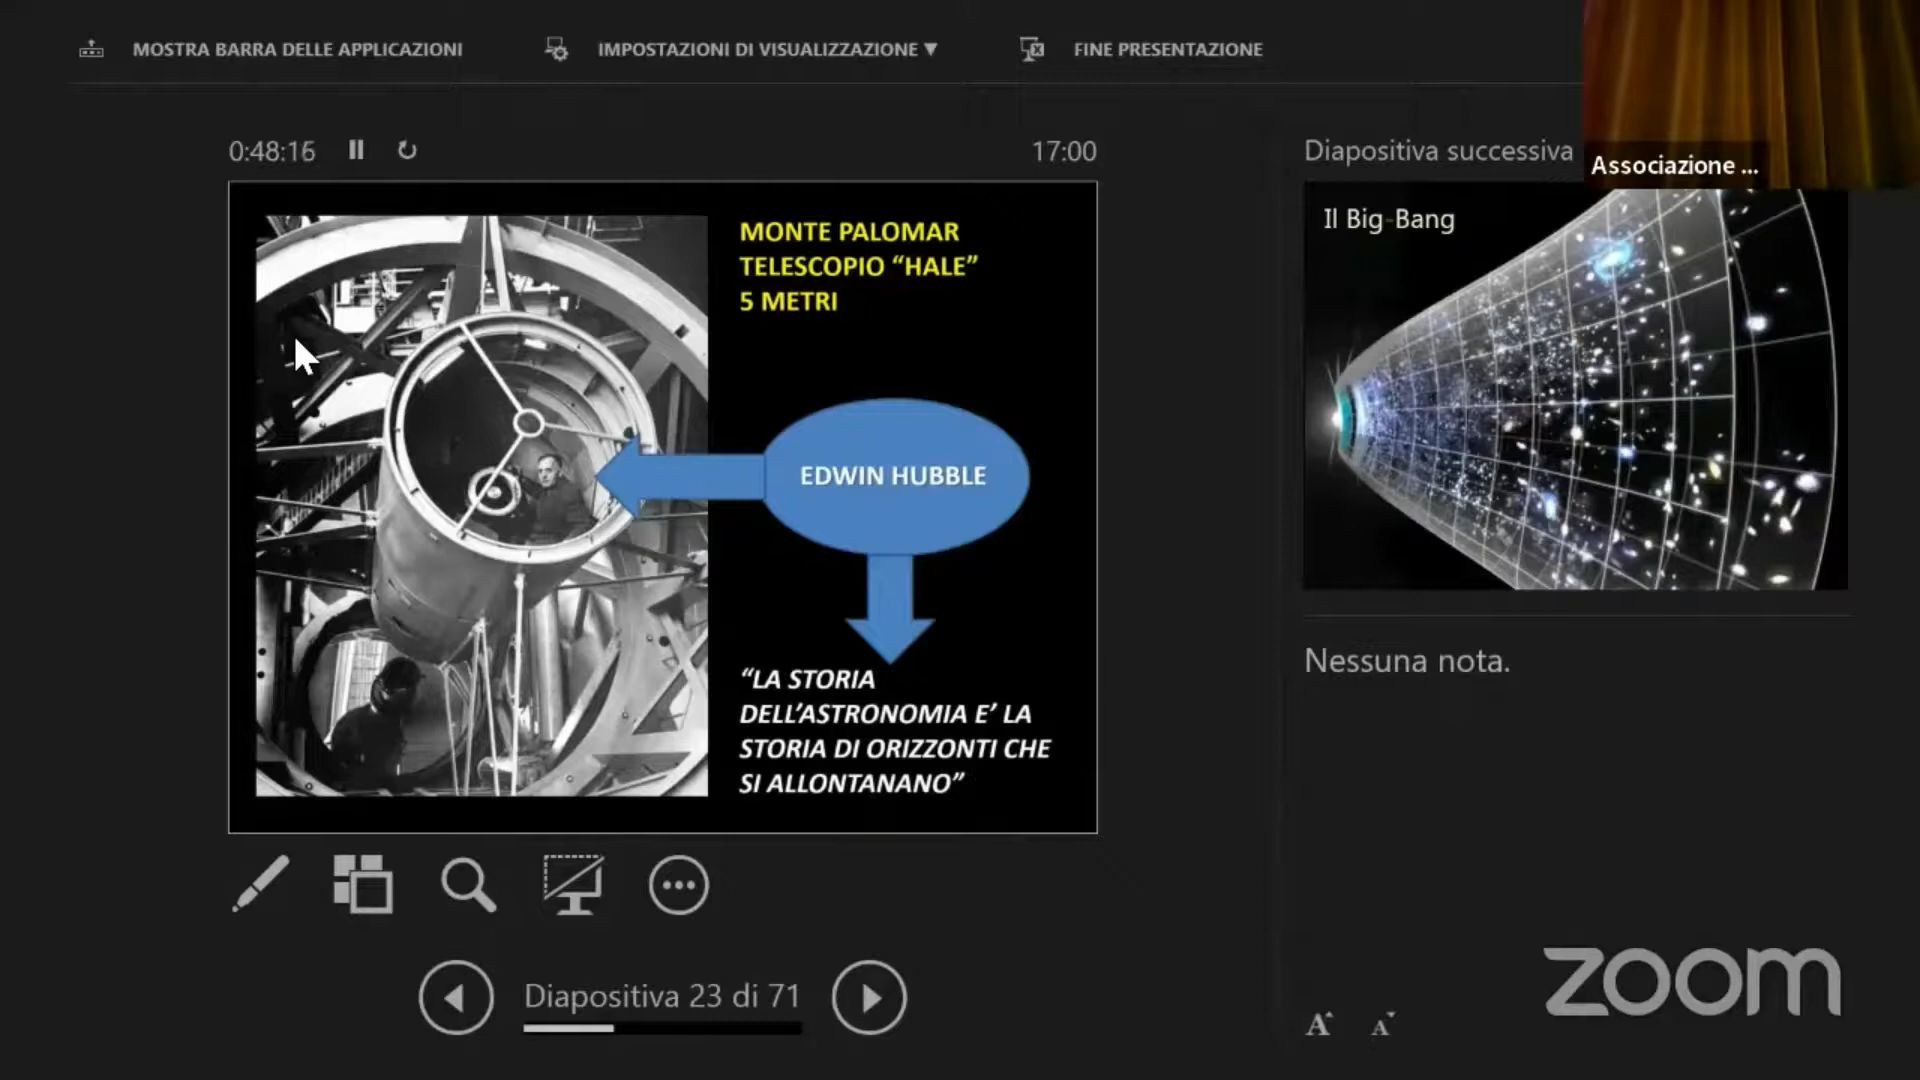 MOSTRA BARRA DELLE APPLICAZIONI
IMPOSTAZIONI DI VISUALIZZAZIONE ▼
FINE PRESENTAZIONE
0:48:16
17:00
Diapositiva successiva
Associazione ...
MONTE PALOMAR
TELESCOPIO “HALE”
5 METRI
EDWIN HUBBLE
“LA STORIA
DELL’ASTRONOMIA E’ LA
STORIA DI ORIZZONTI CHE
SI ALLONTANANO”
Il Big-Bang
Nessuna nota.
Diapositiva 23 di 71
A A
zoom